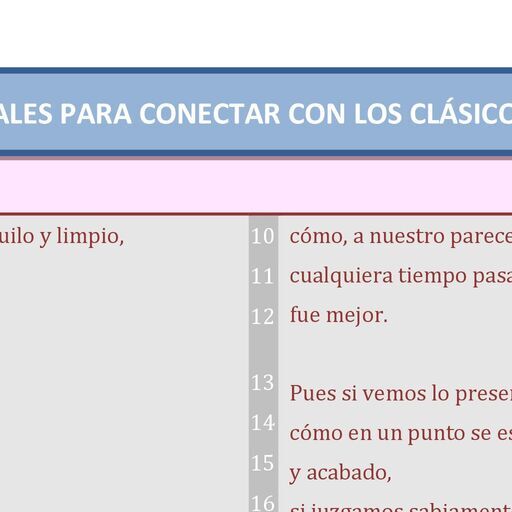 ALES PARA CONECTAR CON LOS CLÁSICO
uilo y limpio,
10 cómo, a nuestro parece
11 cualquiera tiempo pasa
12 fue mejor.
13 Pues si vemos lo prese
14 cómo en un punto se es
15 y acabado,
16 si juzgamos sabiament